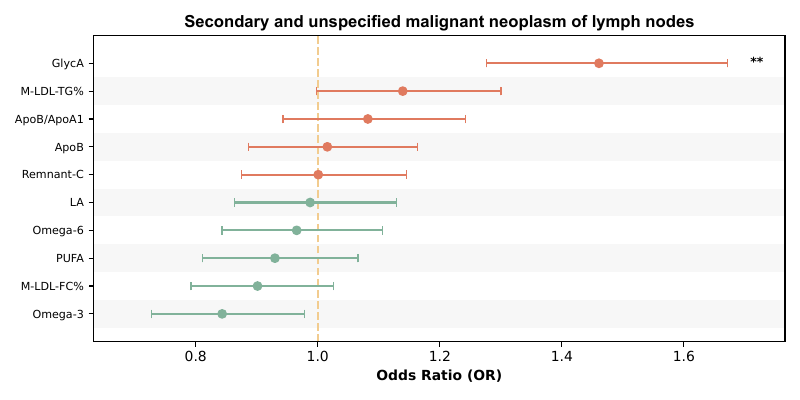 Secondary and unspecified malignant neoplasm of lymph nodes
GlycA
**
M-LDL-TG%
ApoB/ApoA1
ApoB
Remnant-C
LA
Omega-6
PUFA
M-LDL-FC%
Omega-3
0.8 1.0 1.2 1.4 1.6
Odds Ratio (OR)